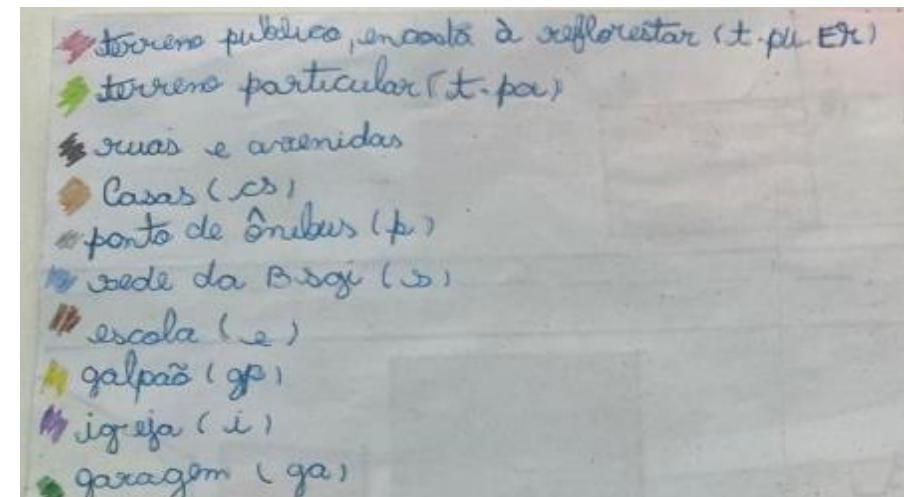 terreno público, encosta à reflorestar (t.pu.ER)
terreno particular (t.pa)
ruas e avenidas
Casas (cs)
ponto de ônibus (p)
sede da Bsgi (s)
escola (e)
galpão (gp)
igreja (i)
garagem (ga)